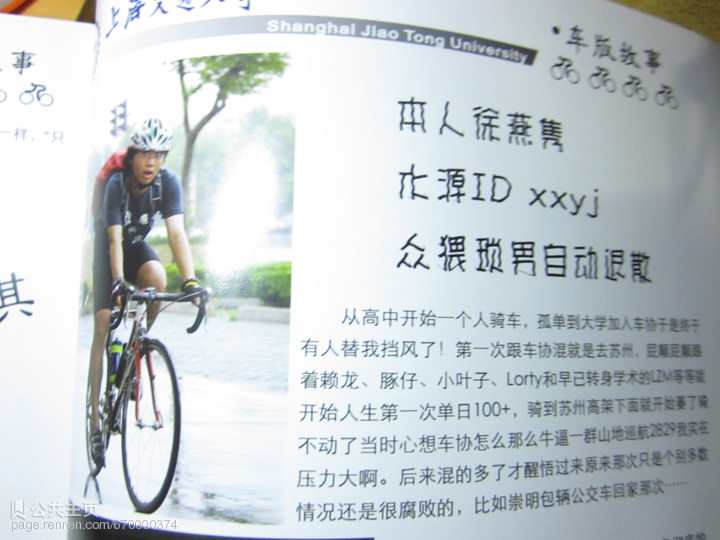 上海交通大学
Shanghai Jiao Tong University
·车版故事
事
一样，“只
棋
本人徐燕隽
水源ID xxyj
众猥琐男自动退散
从高中开始一个人骑车，孤单到大学加入车协于是终于
有人替我挡风了！第一次跟车协混就是去苏州，屁颠屁颠跟
着赖龙、豚仔、小叶子、Lorty和早已转身学术的LZM等等就
开始人生第一次单日100+，骑到苏州高架下面就开始萎了骑
不动了当时心想车协怎么那么牛逼一群山地巡航2829我实在
压力大啊。后来混的多了才醒悟过来原来那次只是个别多数
情况还是很腐败的，比如崇明包辆公交车回家那次……
公共主页
page.renren.com/670000374